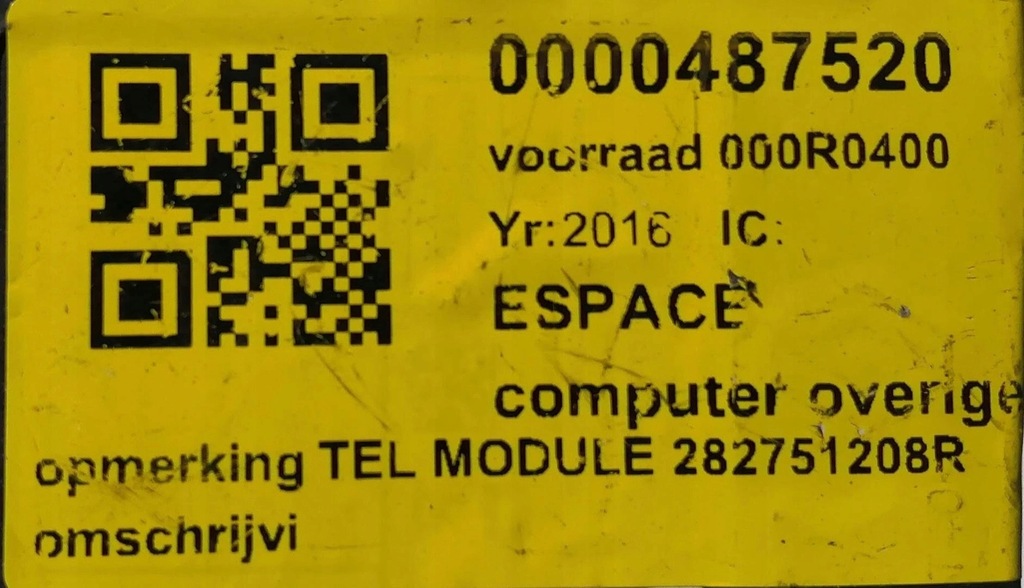 0000487520
voorraad 000R0400
Yr:2016 IC:
ESPACE
computer overige
opmerking TEL MODULE 282751208R
omschrijvi